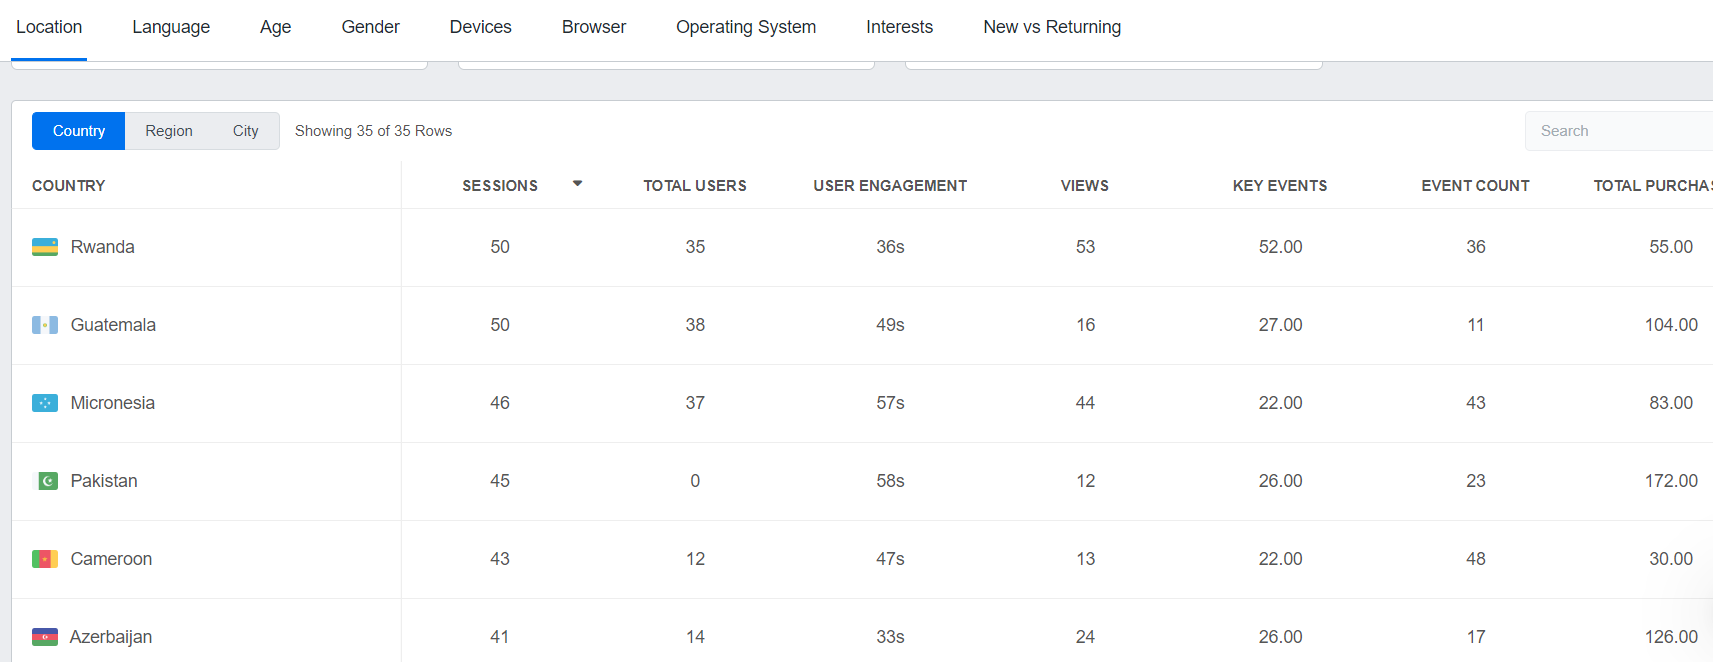 Location Language Age Gender Devices Browser Operating System Interests New vs Returning
Country Region City Showing 35 of 35 Rows Search
COUNTRY SESSIONS TOTAL USERS USER ENGAGEMENT VIEWS KEY EVENTS EVENT COUNT TOTAL PURCHAS
Rwanda 50 35 36s 53 52.00 36 55.00
Guatemala 50 38 49s 16 27.00 11 104.00
Micronesia 46 37 57s 44 22.00 43 83.00
Pakistan 45 0 58s 12 26.00 23 172.00
Cameroon 43 12 47s 13 22.00 48 30.00
Azerbaijan 41 14 33s 24 26.00 17 126.00